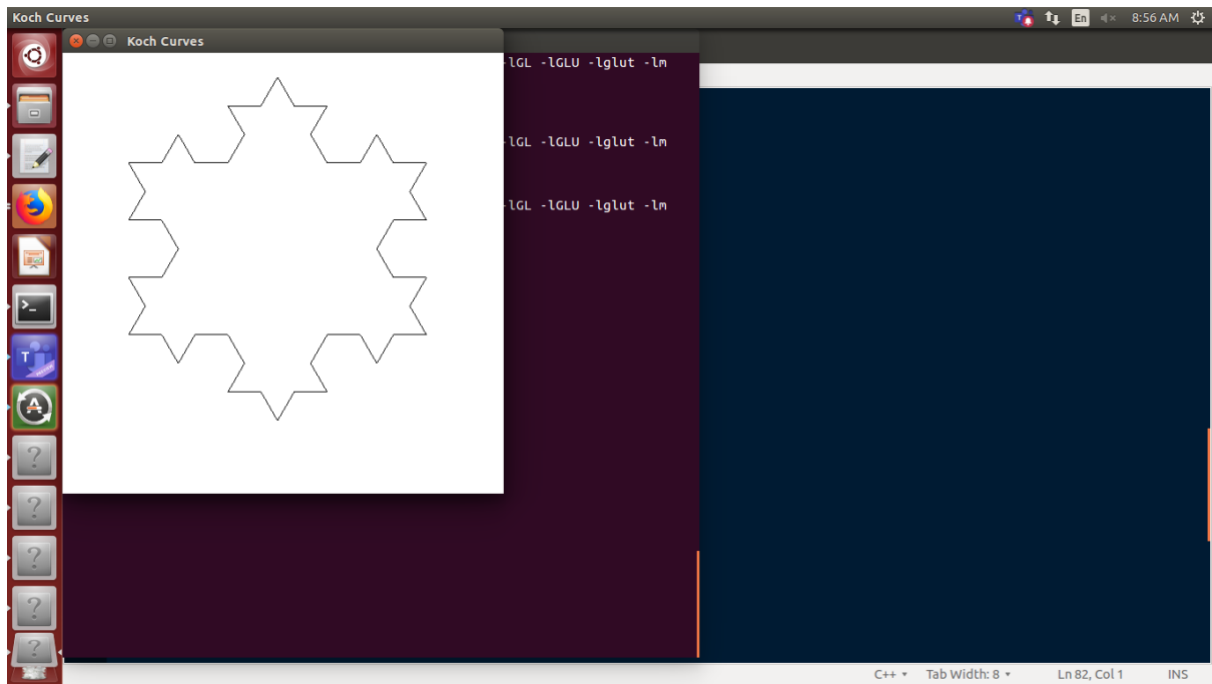 Koch Curves
En
8:56 AM
Koch Curves
-lGL -lGLU -lglut -lm
-lGL -lGLU -lglut -lm
-lGL -lGLU -lglut -lm
>_
T
A
?
?
?
?
?
C++ Tab Width: 8 Ln 82, Col 1 INS